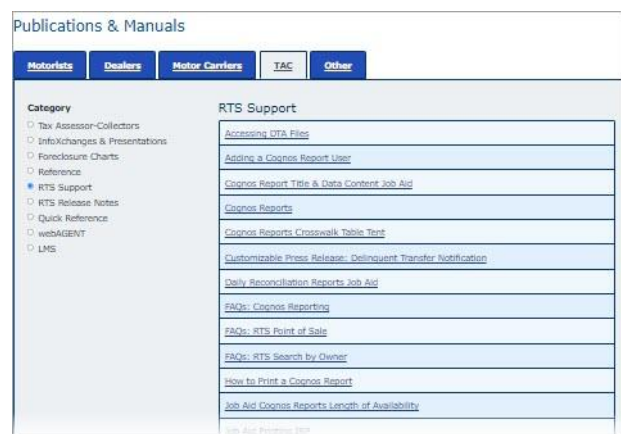 Publications & Manuals
Motorists Dealers Motor Carriers TAC Other
Category
Tax Assessor-Collectors
InfoXchanges & Presentations
Foreclosure Charts
Reference
RTS Support
RTS Release Notes
Quick Reference
webAGENT
LMS
RTS Support
Accessing DTA Files
Adding a Cognos Report User
Cognos Report Title & Data Content Job Aid
Cognos Reports
Cognos Reports Crosswalk Table Tent
Customizable Press Release: Delinquent Transfer Notification
Daily Reconciliation Reports Job Aid
FAQs: Cognos Reporting
FAQs: RTS Point of Sale
FAQs: RTS Search by Owner
How to Print a Cognos Report
Job Aid Cognos Reports Length of Availability
Job Aid Printing